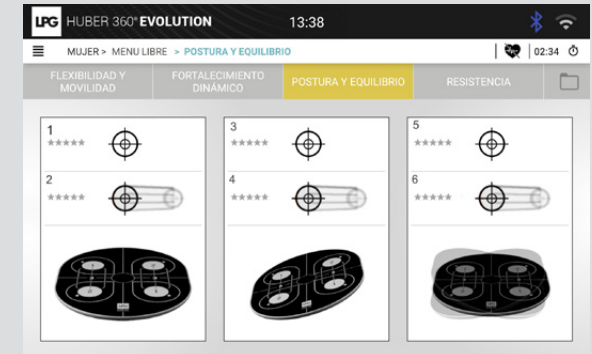 LPG HUBER 360° EVOLUTION 13:38
MUJER > MENU LIBRE > POSTURA Y EQUILIBRIO 02:34
FLEXIBILIDAD Y
MOVILIDAD
FORTALECIMIENTO
DINÁMICO
POSTURA Y EQUILIBRIO
RESISTENCIA
1
2
3
4
5
6